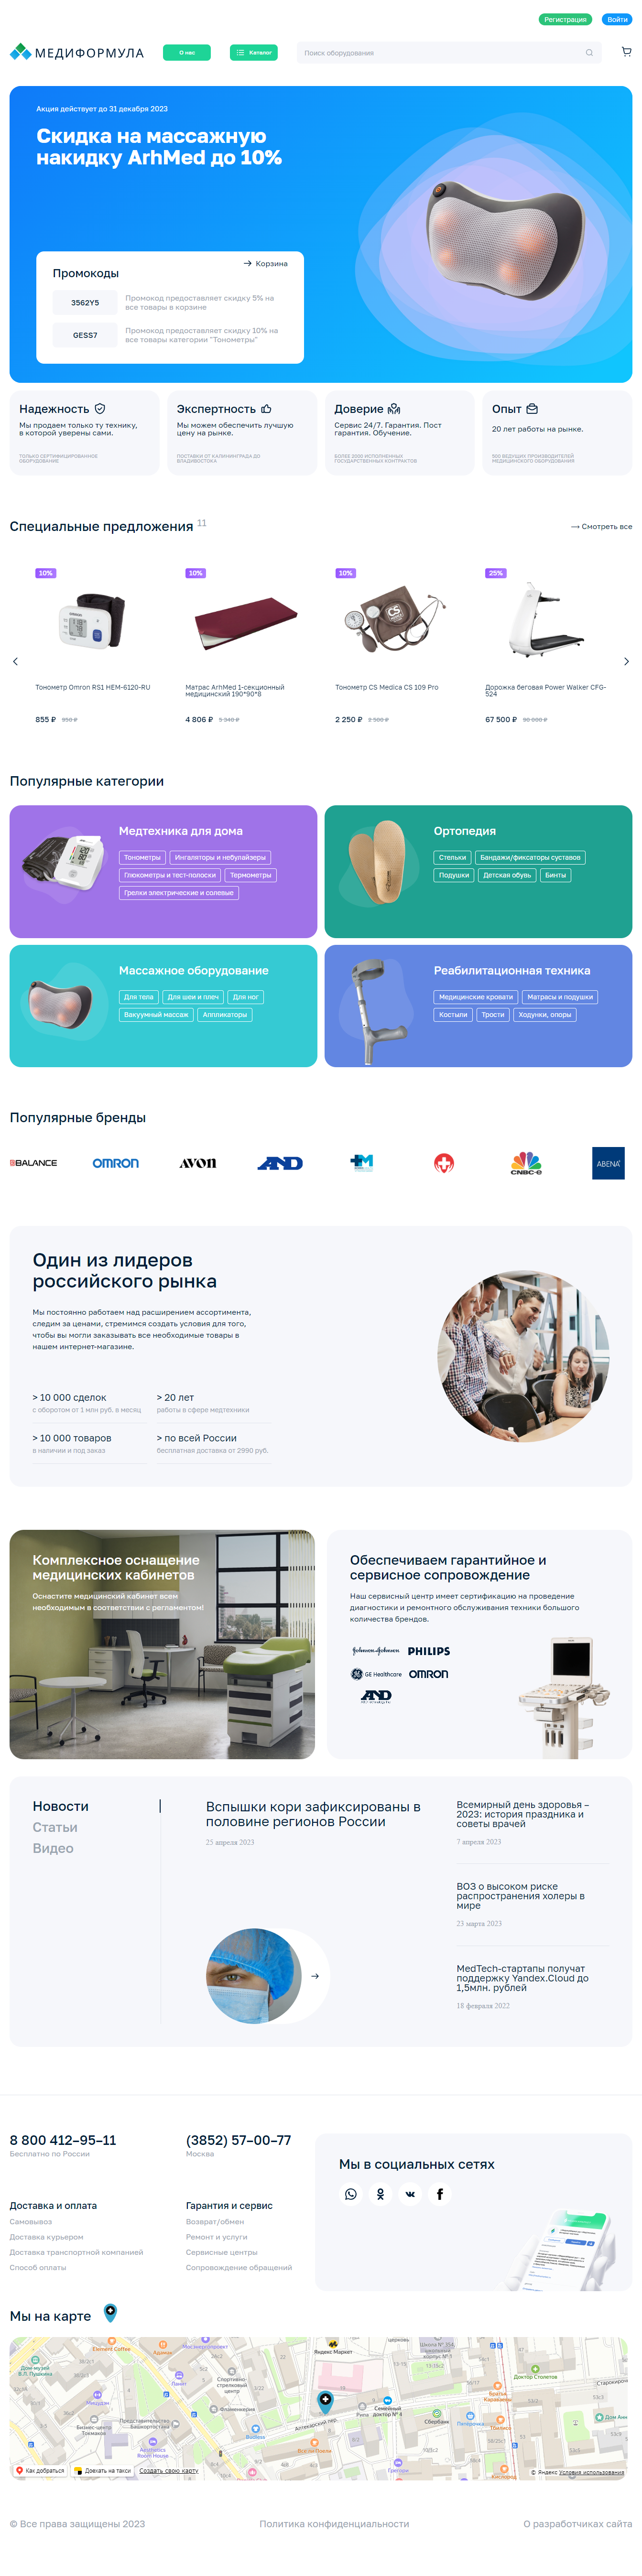 Регистрация
Войти
МЕДИФОРМУЛА
О нас
Каталог
Поиск оборудования
Акция действует до 31 декабря 2023
Скидка на массажную
накидку ArhMed до 10%
Корзина
Промокоды
3562Y5
Промокод предоставляет скидку 5% на
все товары в корзине
GESS7
Промокод предоставляет скидку 10% на
все товары категории "Тонометры"
Надежность
Мы продаем только ту технику,
в которой уверены сами.
ТОЛЬКО СЕРТИФИЦИРОВАННОЕ
ОБОРУДОВАНИЕ
Экспертность
Мы можем обеспечить лучшую
цену на рынке.
ПОСТАВКИ ОТ КАЛИНИНГРАДА ДО
ВЛАДИВОСТОКА
Доверие
Сервис 24/7. Гарантия. Пост
гарантия. Обучение.
БОЛЕЕ 2000 ИСПОЛНЕННЫХ
ГОСУДАРСТВЕННЫХ КОНТРАКТОВ
Опыт
20 лет работы на рынке.
500 ВЕДУЩИХ ПРОИЗВОДИТЕЛЕЙ
МЕДИЦИНСКОГО ОБОРУДОВАНИЯ
Специальные предложения 11
Смотреть все
10%
10%
10%
25%
Тонометр Omron RS1 HEM-6120-RU
Матрас ArhMed 1-секционный
медицинский 190*90*8
Тонометр CS Medica CS 109 Pro
Дорожка беговая Power Walker CFG-
524
855 ₽ 950 ₽
4 806 ₽ 5 340 ₽
2 250 ₽ 2 500 ₽
67 500 ₽ 90 000 ₽
Популярные категории
Медтехника для дома
Тонометры
Ингаляторы и небулайзеры
Глюкометры и тест-полоски
Термометры
Грелки электрические и солевые
Ортопедия
Стельки
Бандажи/фиксаторы суставов
Подушки
Детская обувь
Бинты
Массажное оборудование
Для тела
Для шеи и плеч
Для ног
Вакуумный массаж
Аппликаторы
Реабилитационная техника
Медицинские кровати
Матрасы и подушки
Костыли
Трости
Ходунки, опоры
Популярные бренды
BALANCE
OMRON
AVON
AND
M
CNBC-e
ABENA
Один из лидеров
российского рынка
Мы постоянно работаем над расширением ассортимента,
следим за ценами, стремимся создать условия для того,
чтобы вы могли заказывать все необходимые товары в
нашем интернет-магазине.
> 10 000 сделок
с оборотом от 1 млн руб. в месяц
> 20 лет
работы в сфере медтехники
> 10 000 товаров
в наличии и под заказ
> по всей России
бесплатная доставка от 2990 руб.
Комплексное оснащение
медицинских кабинетов
Оснастите медицинский кабинет всем
необходимым в соответствии с регламентом!
Обеспечиваем гарантийное и
сервисное сопровождение
Наш сервисный центр имеет сертификацию на проведение
диагностики и ремонтного обслуживания техники большого
количества брендов.
Johnson & Johnson
PHILIPS
GE Healthcare
OMRON
AND
Новости
Статьи
Видео
Вспышки кори зафиксированы в
половине регионов России
25 апреля 2023
Всемирный день здоровья –
2023: история праздника и
советы врачей
7 апреля 2023
ВОЗ о высоком риске
распространения холеры в
мире
23 марта 2023
MedTech-стартапы получат
поддержку Yandex.Cloud до
1,5млн. рублей
18 февраля 2022
8 800 412–95–11
Бесплатно по России
(3852) 57–00–77
Москва
Мы в социальных сетях
Доставка и оплата
Самовывоз
Доставка курьером
Доставка транспортной компанией
Способ оплаты
Гарантия и сервис
Возврат/обмен
Ремонт и услуги
Сервисные центры
Сопровождение обращений
Мы на карте
Яндекс Маркет
Доктор Столетов
Семейный
доктор № 4
Сбербанк
Фламенкерия
Спортивно-
стрелковый
центр
Как добраться
Доехать на такси
Создать свою карту
© Яндекс Условия использования
© Все права защищены 2023
Политика конфиденциальности
О разработчиках сайта